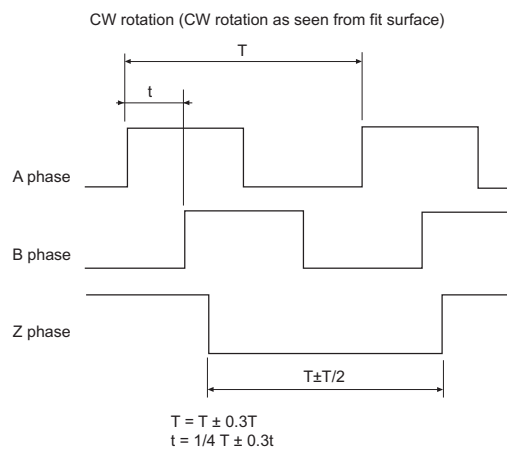 CW rotation (CW rotation as seen from fit surface)
T
t
A phase
B phase
Z phase
T±T/2
T = T ± 0.3T
t = 1/4 T ± 0.3t